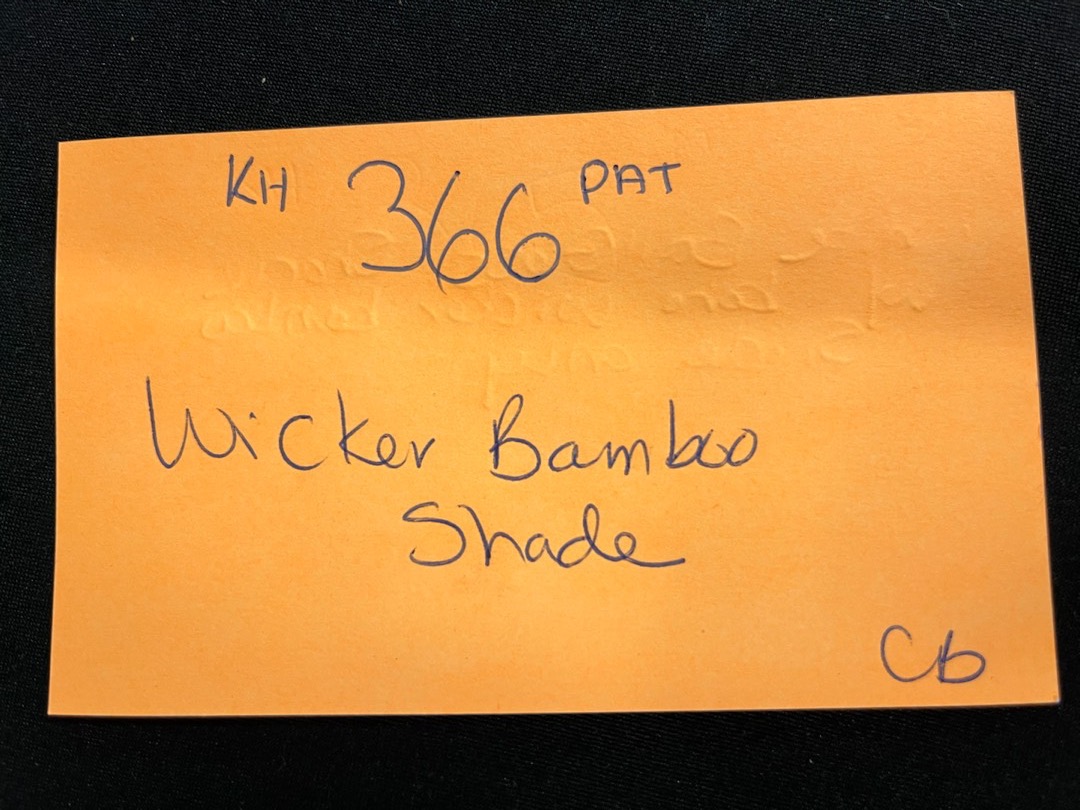 KH 366 PAT
Wicker Bamboo
Shade
Cb